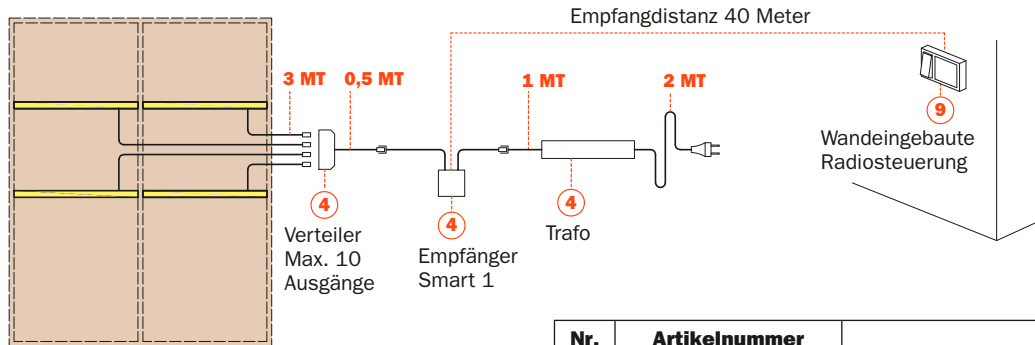 Empfangdistanz 40 Meter
3 MT
0,5 MT
1 MT
2 MT
9
Wandeingebaute
Radiosteuerung
4
Verteiler
Max. 10
Ausgänge
4
Empfänger
Smart 1
4
Trafo
Nr.
Artikelnummer